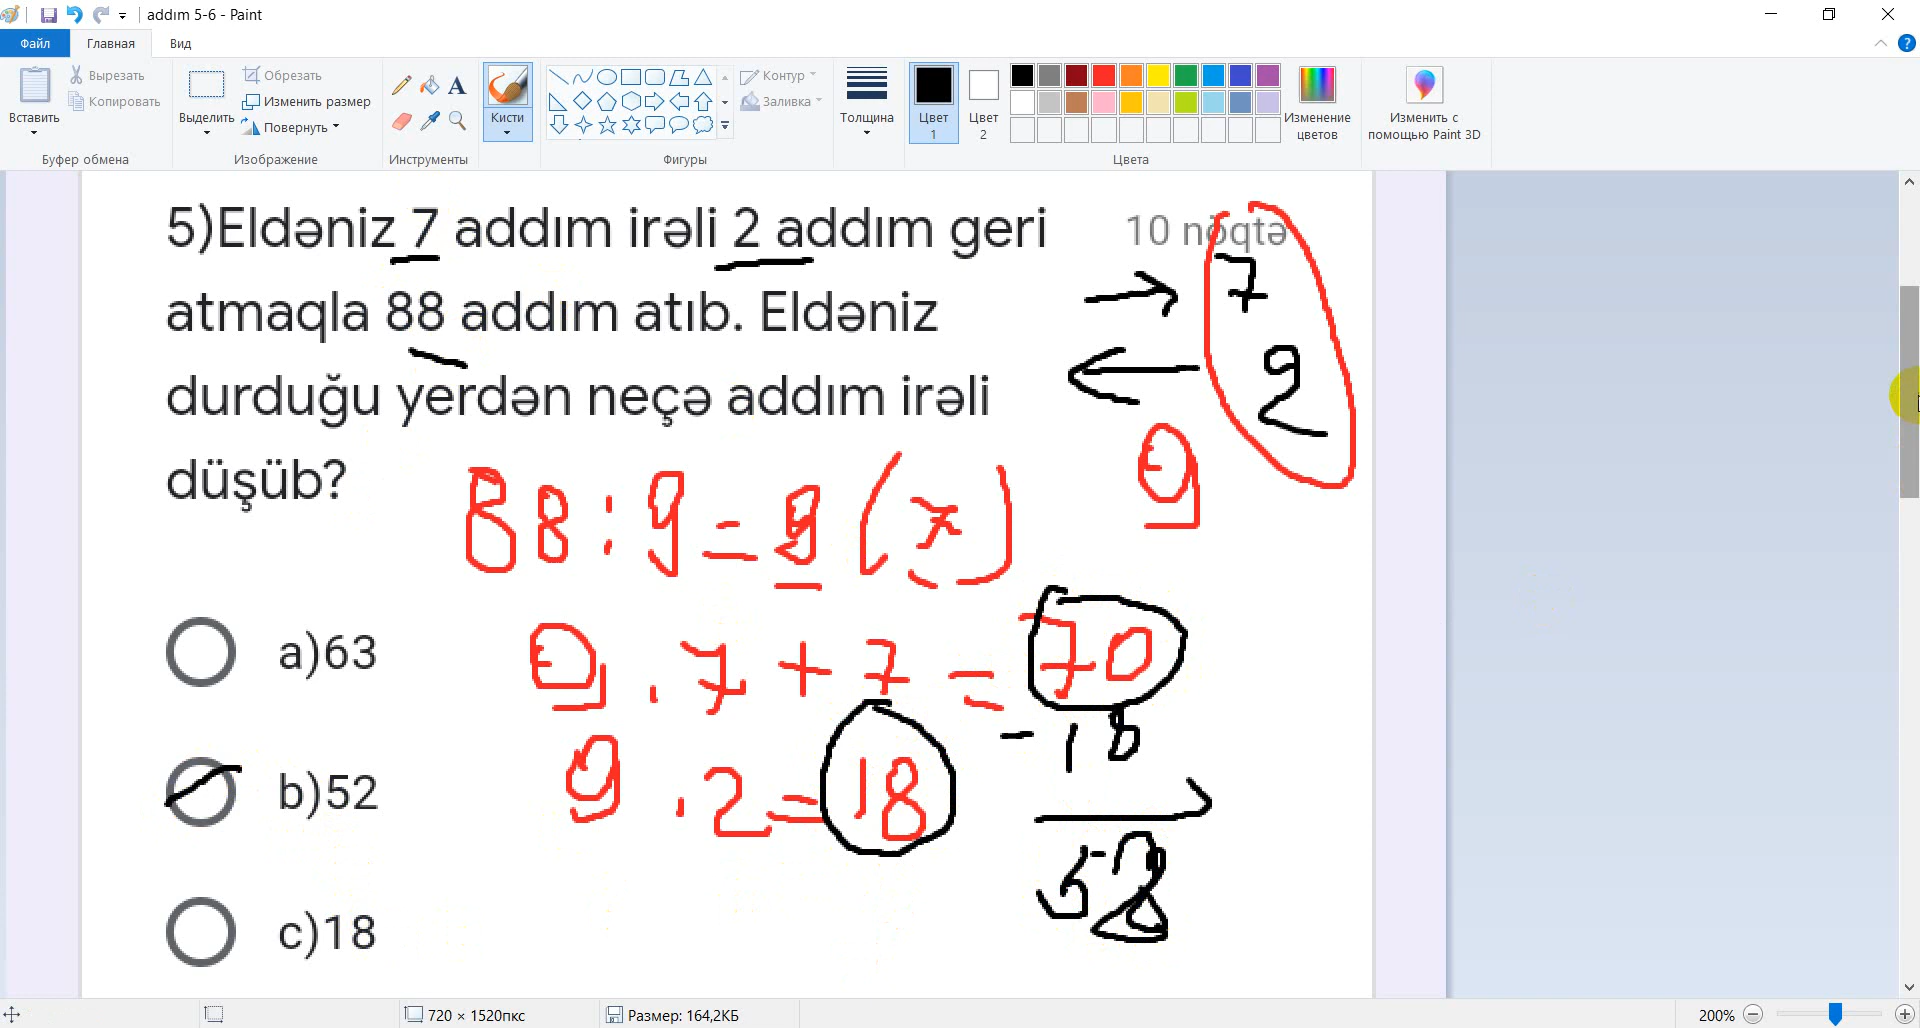 addım 5-6 - Paint
Файл Главная Вид
Вставить
Вырезать
Копировать
Буфер обмена
Выделить
Обрезать
Изменить размер
Повернуть
Изображение
Инструменты
Кисти
Контур
Заливка
Фигуры
Толщина
Цвет 1
Цвет 2
Изменение цветов
Цвета
Изменить с помощью Paint 3D
5)Eldəniz 7 addım irəli 2 addım geri
10 nöqtə
atmaqla 88 addım atıb. Eldəniz
durduğu yerdən neçə addım irəli
düşüb?
7
2
9
88:9=9(7)
9.7+7=70
-18
9.2=18
52
a)63
b)52
c)18
720 × 1520пкс
Размер: 164,2КБ
200%